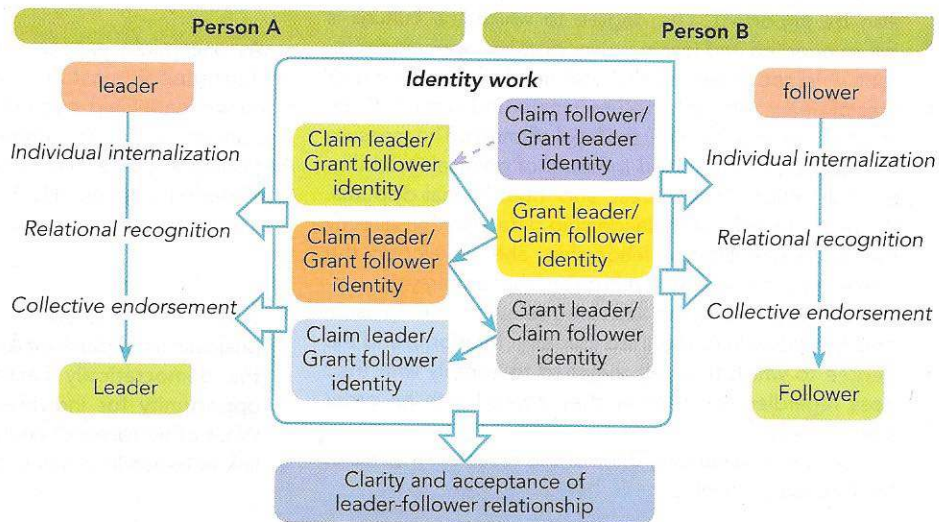 Person A
Person B
leader
Individual internalization
Relational recognition
Collective endorsement
Leader
Identity work
Claim follower/
Grant leader
identity
Claim leader/
Grant follower
identity
Grant leader/
Claim follower
identity
Claim leader/
Grant follower
identity
Grant leader/
Claim follower
identity
Claim leader/
Grant follower
identity
follower
Individual internalization
Relational recognition
Collective endorsement
Follower
Clarity and acceptance of
leader-follower relationship